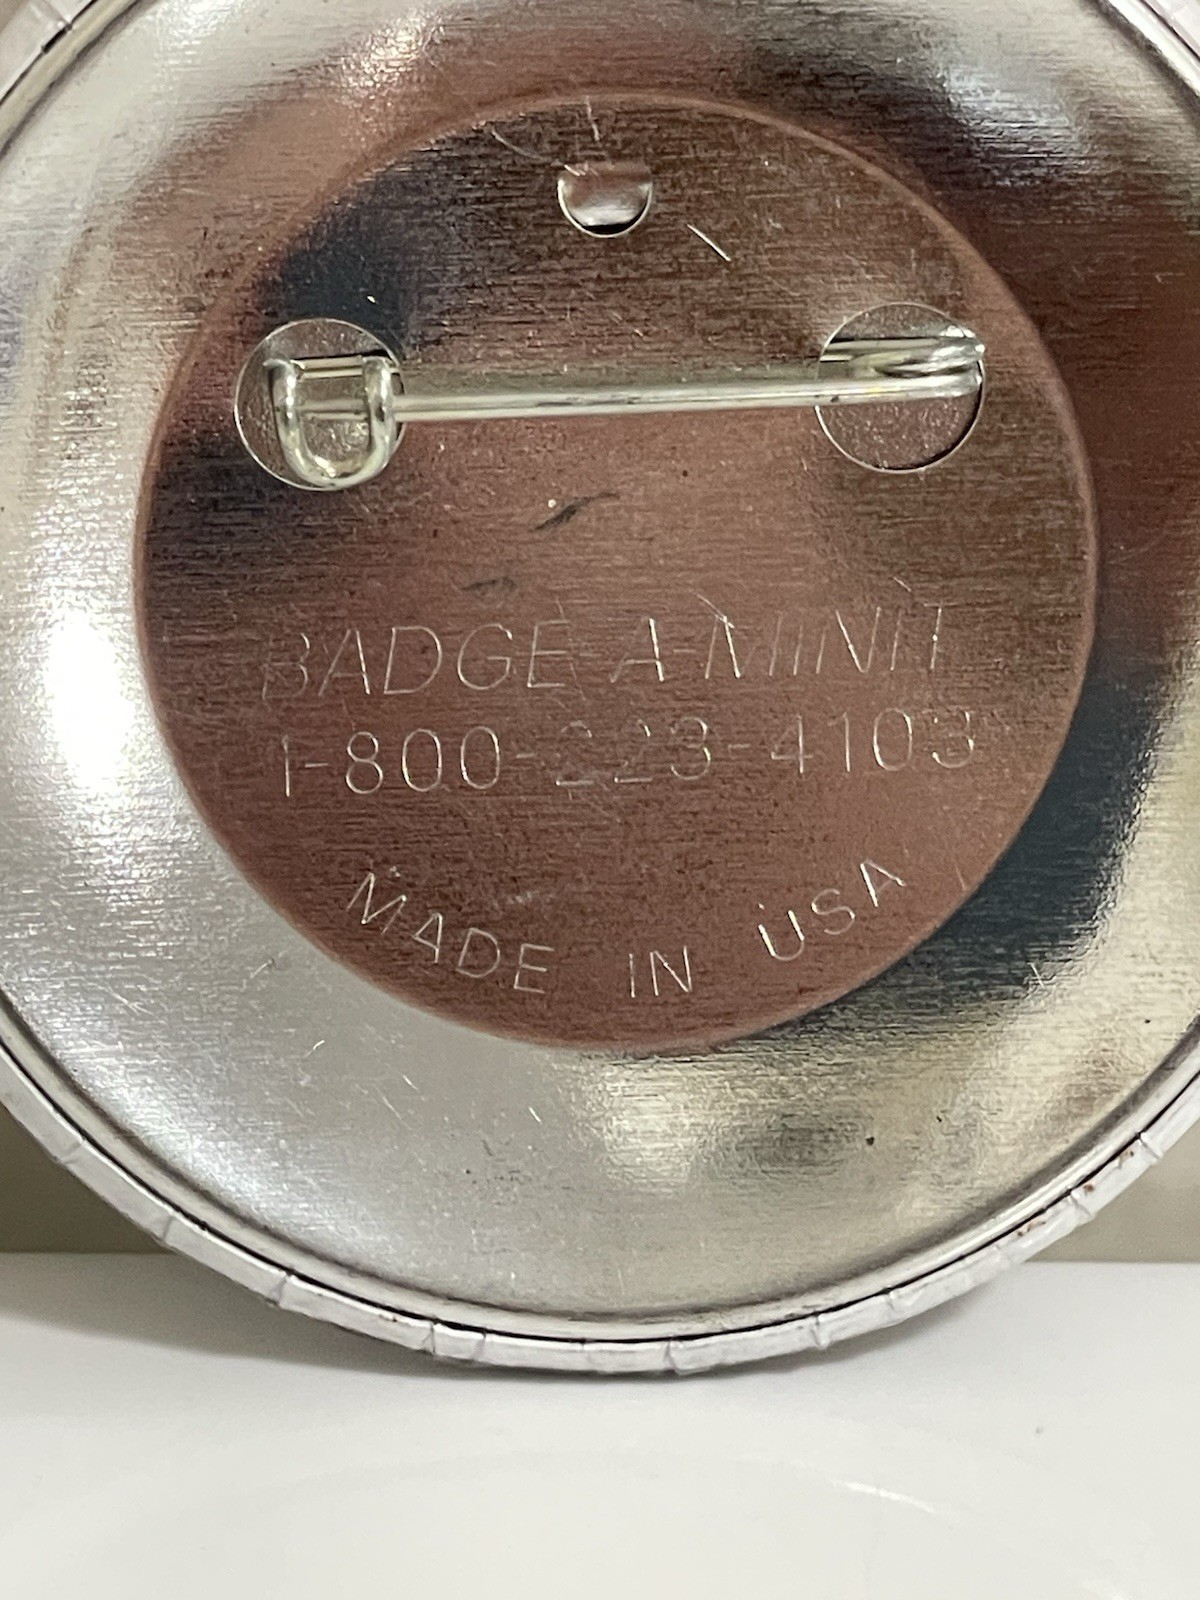 BADGE-A-MINIT
1-800-223-4103
MADE IN USA